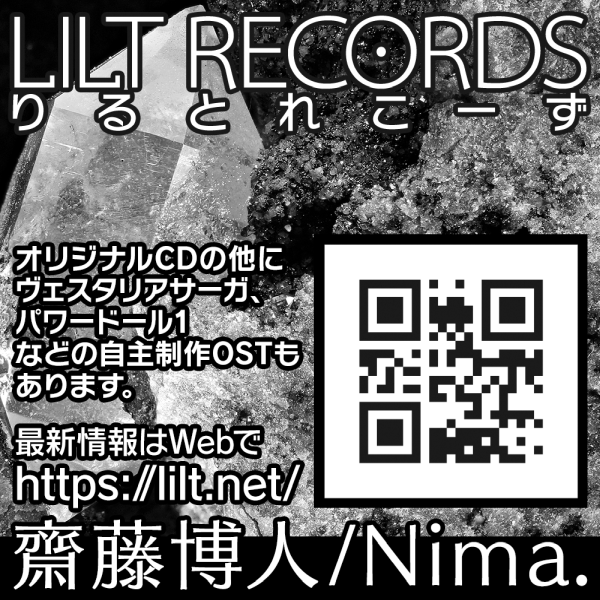 LILT RECORDS
りるとれこーず
オリジナルCDの他に
ヴェスタリアサーガ、
パワードール1
などの自主制作OSTも
あります。
最新情報はWebで
https://lilt.net/
齋藤博人/Nima.